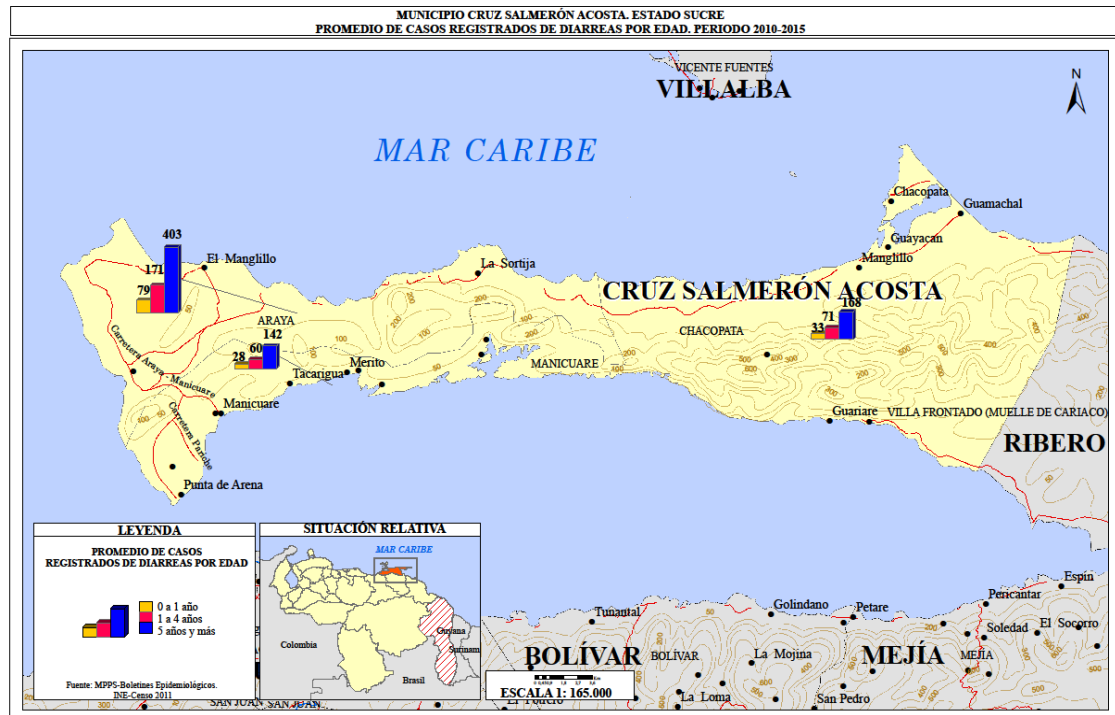 MUNICIPIO CRUZ SALMERÓN ACOSTA. ESTADO SUCRE
PROMEDIO DE CASOS REGISTRADOS DE DIARREAS POR EDAD. PERIODO 2010-2015
VICENTE FUENTES
VILLALBA
N
MAR CARIBE
Chacopata
Guamachal
Guayacan
Manglillo
403
171
79
El Manglillo
La Sortija
CRUZ SALMERÓN ACOSTA
168
71
33
CHACOPATA
ARAYA
142
60
28
MANICUARE
Merito
Tacarigua
Carretera Araya - Manicuare
Manicuare
Carretera Pariche
Guariare
VILLA FRONTADO (MUELLE DE CARIACO)
RIBERO
Punta de Arena
LEYENDA
PROMEDIO DE CASOS
REGISTRADOS DE DIARREAS POR EDAD
0 a 1 año
1 a 4 años
5 años y más
Fuente: MPPS-Boletines Epidemiológicos.
INE-Censo 2011
SITUACIÓN RELATIVA
MAR CARIBE
Colombia
Guyana
Surinam
Brasil
Tunantal
Golindano
Petare
Pericantar
Espin
Soledad
El Socorro
BOLÍVAR
BOLÍVAR
La Mojina
MEJÍA
MEJÍA
ESCALA 1: 165.000
La Loma
San Pedro
SAN JUAN
SAN JUAN